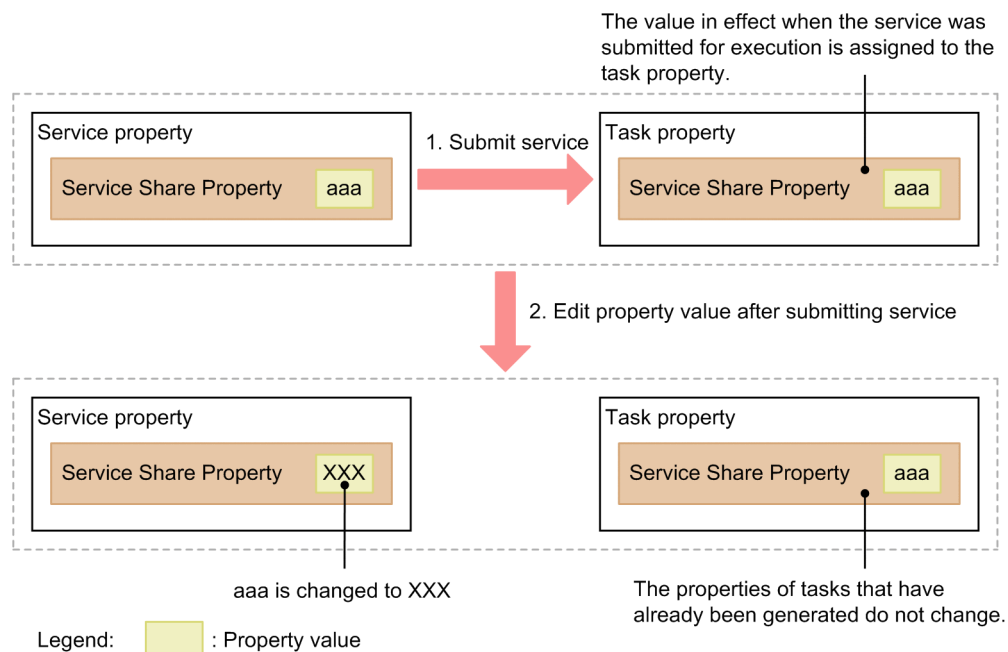 The value in effect when the service was
submitted for execution is assigned to the
task property.
Service property
Service Share Property aaa
1. Submit service
Task property
Service Share Property aaa
2. Edit property value after submitting service
Service property
Service Share Property XXX
Task property
Service Share Property aaa
aaa is changed to XXX
The properties of tasks that have
already been generated do not change.
Legend: : Property value